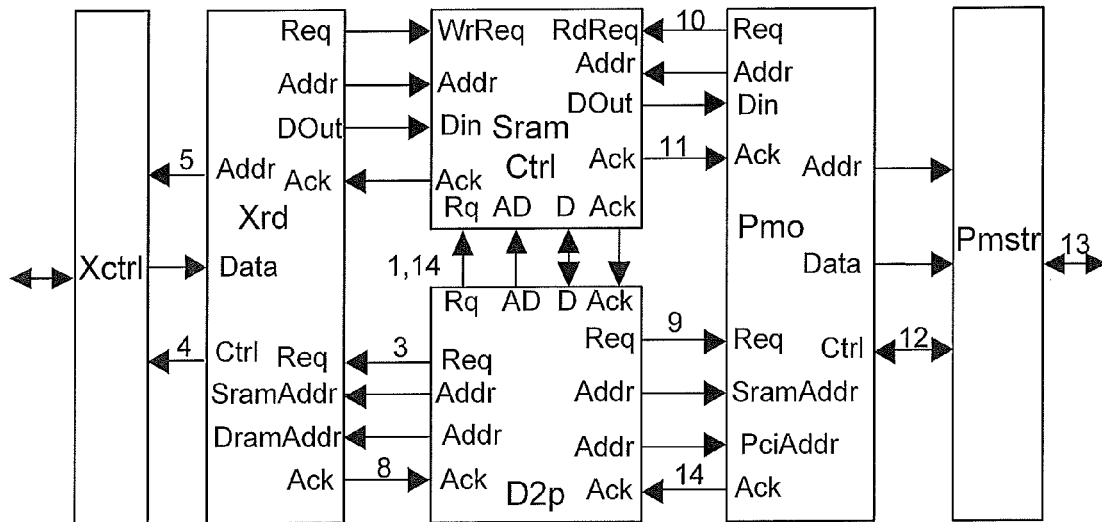 Req WrReq RdReq 10 Req
Addr Addr Addr Addr
DOut Din Sram DOut Din
5 Addr Ack Ack Ctrl Ack 11 Ack Addr
Xrd Rq AD D Ack Pmo Pmstr
Xctrl Data 1,14 Data 13
Rq AD D Ack
4 Ctrl Req 3 Req Req 9 Req Ctrl 12
SramAddr Addr Addr SramAddr
DramAddr Addr Addr PciAddr
Ack 8 Ack D2p Ack 14 Ack